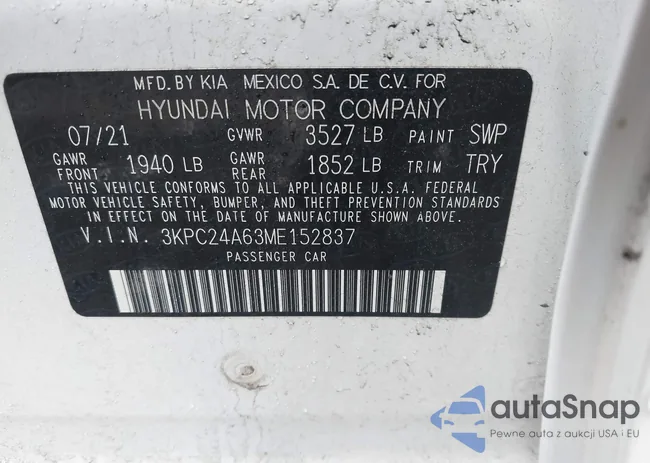 MFD. BY KIA MEXICO S.A. DE C.V. FOR
HYUNDAI MOTOR COMPANY
07/21 GVWR 3527 LB PAINT SWP
GAWR FRONT 1940 LB GAWR REAR 1852 LB TRIM TRY
THIS VEHICLE CONFORMS TO ALL APPLICABLE U.S.A. FEDERAL
MOTOR VEHICLE SAFETY, BUMPER, AND THEFT PREVENTION STANDARDS
IN EFFECT ON THE DATE OF MANUFACTURE SHOWN ABOVE.
V.I.N. 3KPC24A63ME152837
PASSENGER CAR
autoSnap
Pewne auta z aukcji USA i EU